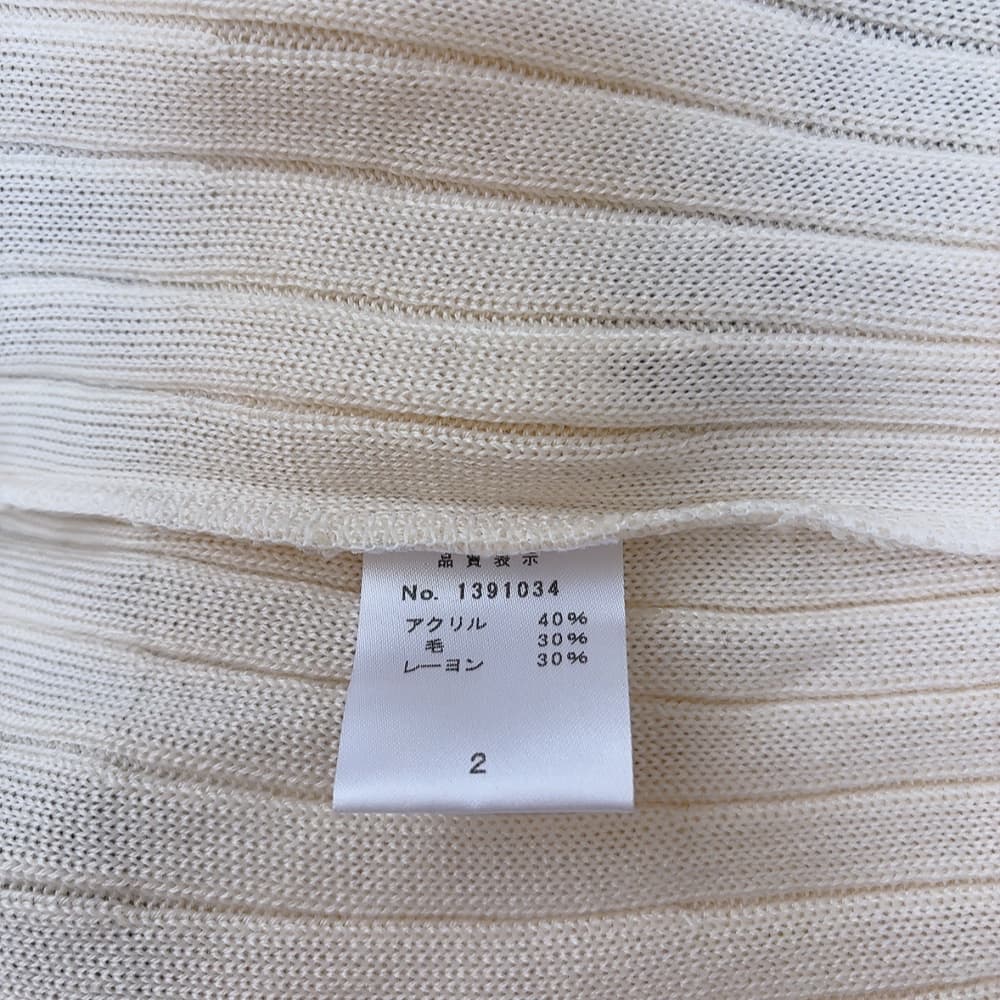 品質表示
No. 1391034
アクリル 40%
毛 30%
レーヨン 30%
2